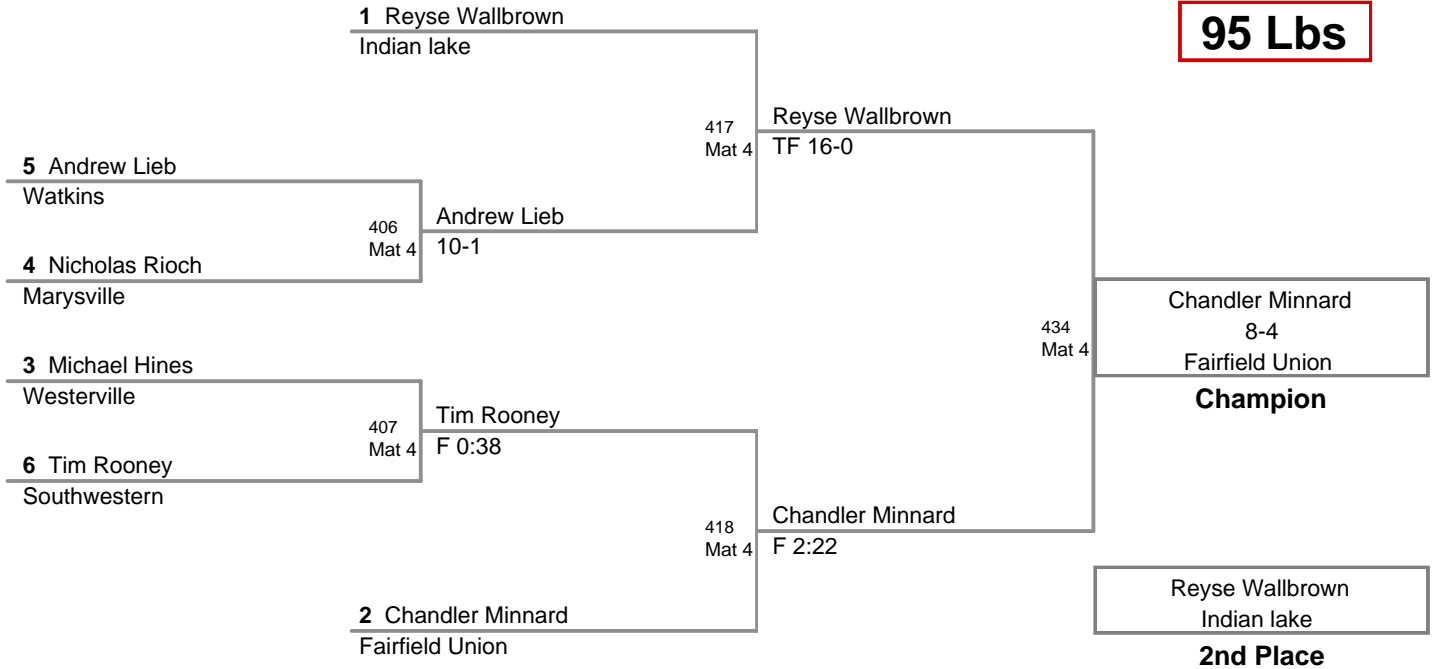 1 Reyse Wallbrown
Indian lake
95 Lbs
417
Mat 4
Reyse Wallbrown
TF 16-0
5 Andrew Lieb
Watkins
406
Mat 4
Andrew Lieb
10-1
4 Nicholas Rioch
Marysville
434
Mat 4
Chandler Minnard
8-4
Fairfield Union
Champion
3 Michael Hines
Westerville
407
Mat 4
Tim Rooney
F 0:38
6 Tim Rooney
Southwestern
418
Mat 4
Chandler Minnard
F 2:22
2 Chandler Minnard
Fairfield Union
Reyse Wallbrown
Indian lake
2nd Place